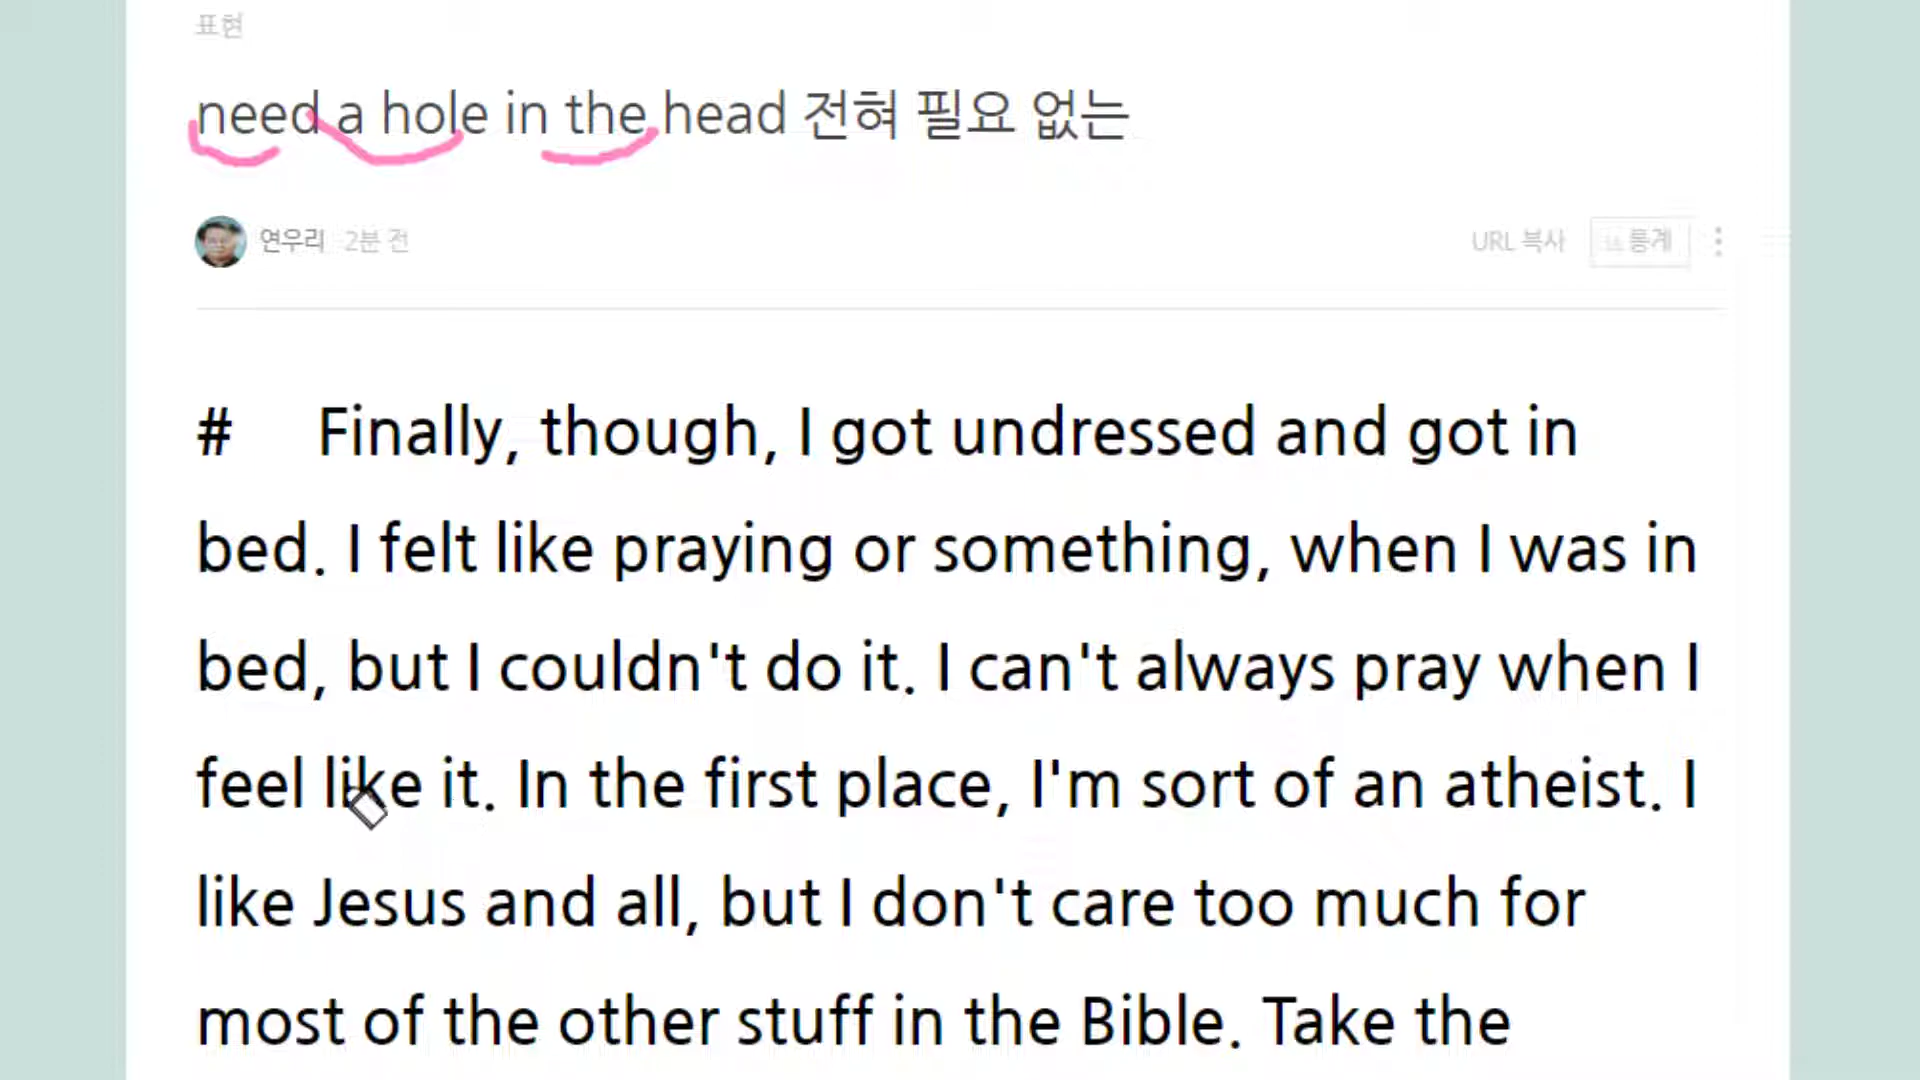 표현
need a hole in the head 전혀 필요 없는
연우리 2분 전
URL 복사 통계
# Finally, though, I got undressed and got in
bed. I felt like praying or something, when I was in
bed, but I couldn't do it. I can't always pray when I
feel like it. In the first place, I'm sort of an atheist. I
like Jesus and all, but I don't care too much for
most of the other stuff in the Bible. Take the